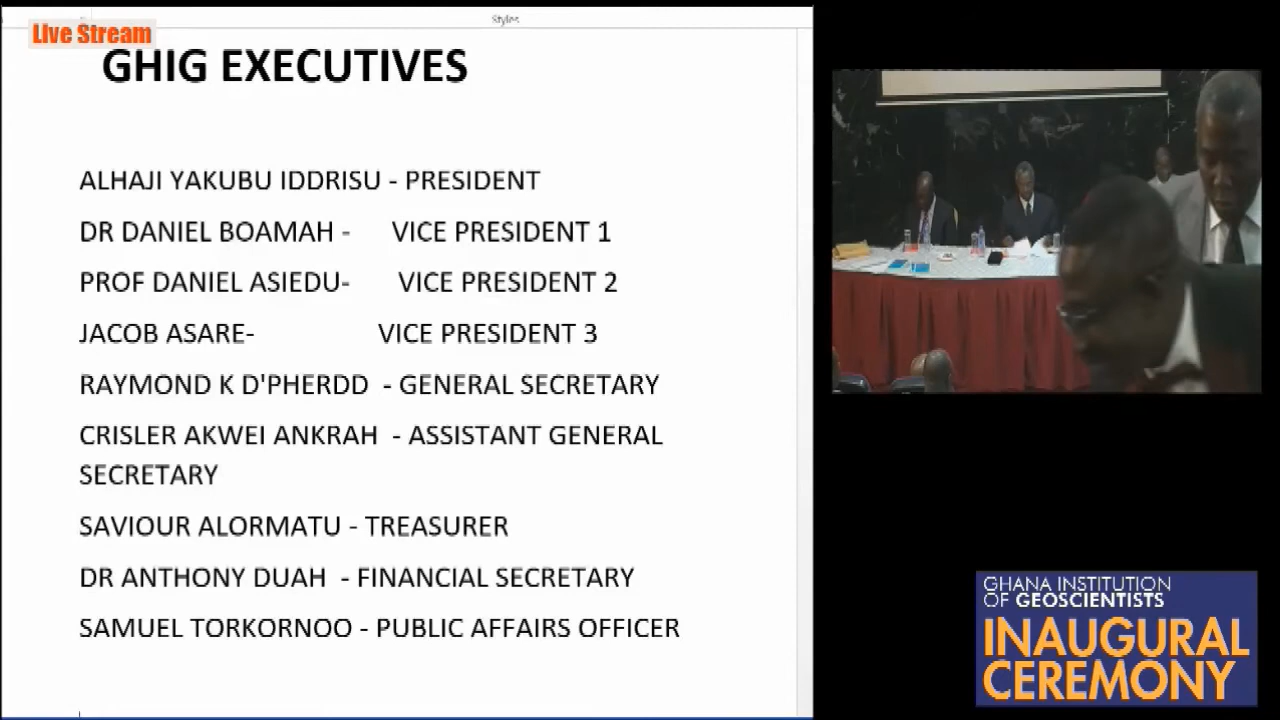 Styles
Live Stream
GHIG EXECUTIVES
ALHAJI YAKUBU IDDRISU - PRESIDENT
DR DANIEL BOAMAH - VICE PRESIDENT 1
PROF DANIEL ASIEDU- VICE PRESIDENT 2
JACOB ASARE- VICE PRESIDENT 3
RAYMOND K D'PHERDD - GENERAL SECRETARY
CRISLER AKWEI ANKRAH - ASSISTANT GENERAL
SECRETARY
SAVIOUR ALORMATU - TREASURER
DR ANTHONY DUAH - FINANCIAL SECRETARY
SAMUEL TORKORNOO - PUBLIC AFFAIRS OFFICER
GHANA INSTITUTION
OF GEOSCIENTISTS
INAUGURAL
CEREMONY